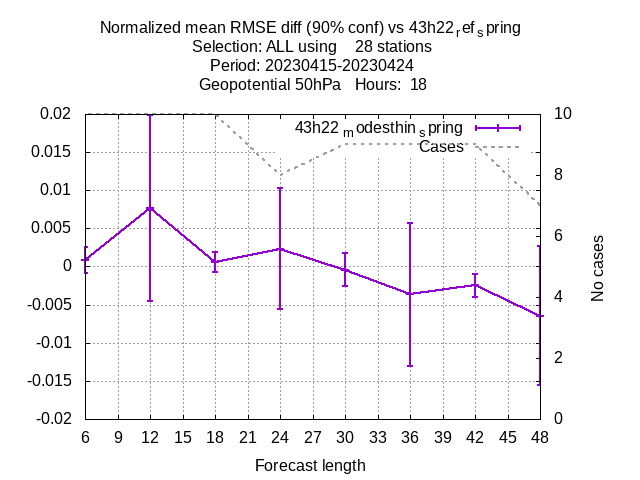 Normalized mean RMSE diff (90% conf) vs 43h22ref spring
Selection: ALL using    28 stations
Period: 20230415-20230424
Geopotential 50hPa   Hours:  18
43h22 modesthin spring
Cases
0.02
0.015
0.01
0.005
0
-0.005
-0.01
-0.015
-0.02
10
8
6
4
2
0
No cases
6 9 12 15 18 21 24 27 30 33 36 39 42 45 48
Forecast length